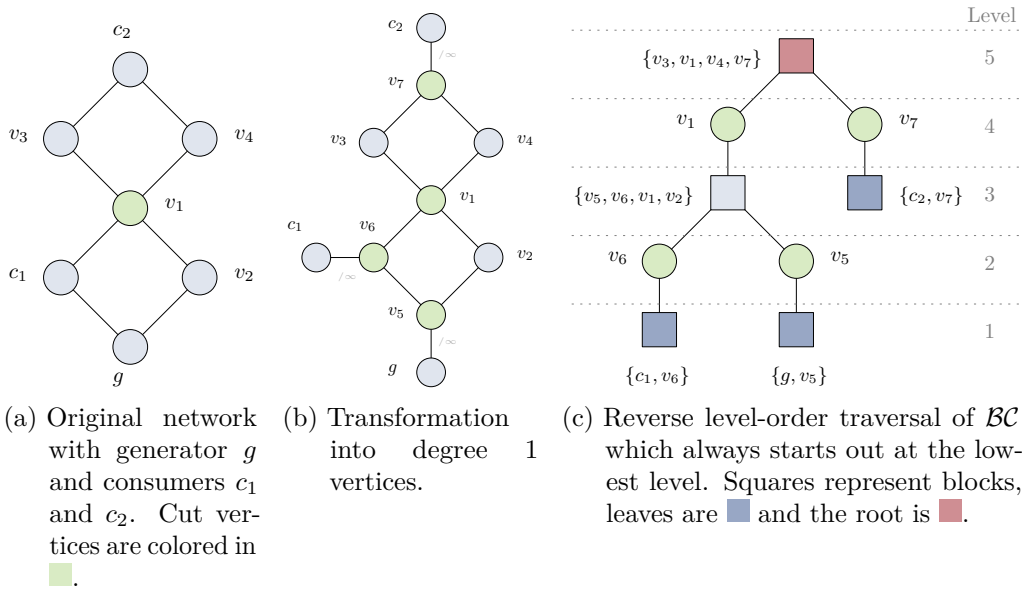 c₂
v₃
v₄
v₁
c₁
v₂
g
c₂
/∞
v₇
v₃
v₄
v₁
c₁
v₆
/∞
v₂
v₅
/∞
g
Level
{v₃, v₁, v₄, v₇}
5
v₁
v₇
4
{v₅, v₆, v₁, v₂}
{c₂, v₇}
3
v₆
v₅
2
1
{c₁, v₆}
{g, v₅}
(a) Original network
with generator g
and consumers c₁
and c₂. Cut ver-
tices are colored in
.
(b) Transformation
into degree 1
vertices.
(c) Reverse level-order traversal of ℬ𝒞
which always starts out at the low-
est level. Squares represent blocks,
leaves are and the root is .